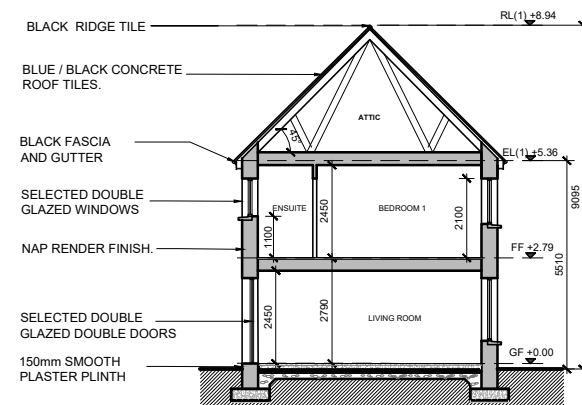 BLACK RIDGE TILE
RL(1) +8.94
BLUE / BLACK CONCRETE
ROOF TILES.
ATTIC
45°
BLACK FASCIA
AND GUTTER
EL(1) +5.36
SELECTED DOUBLE
GLAZED WINDOWS
ENSUITE
2450
BEDROOM 1
2100
9095
1100
NAP RENDER FINISH.
FF +2.79
5510
SELECTED DOUBLE
GLAZED DOUBLE DOORS
2450
2790
LIVING ROOM
150mm SMOOTH
PLASTER PLINTH
GF +0.00